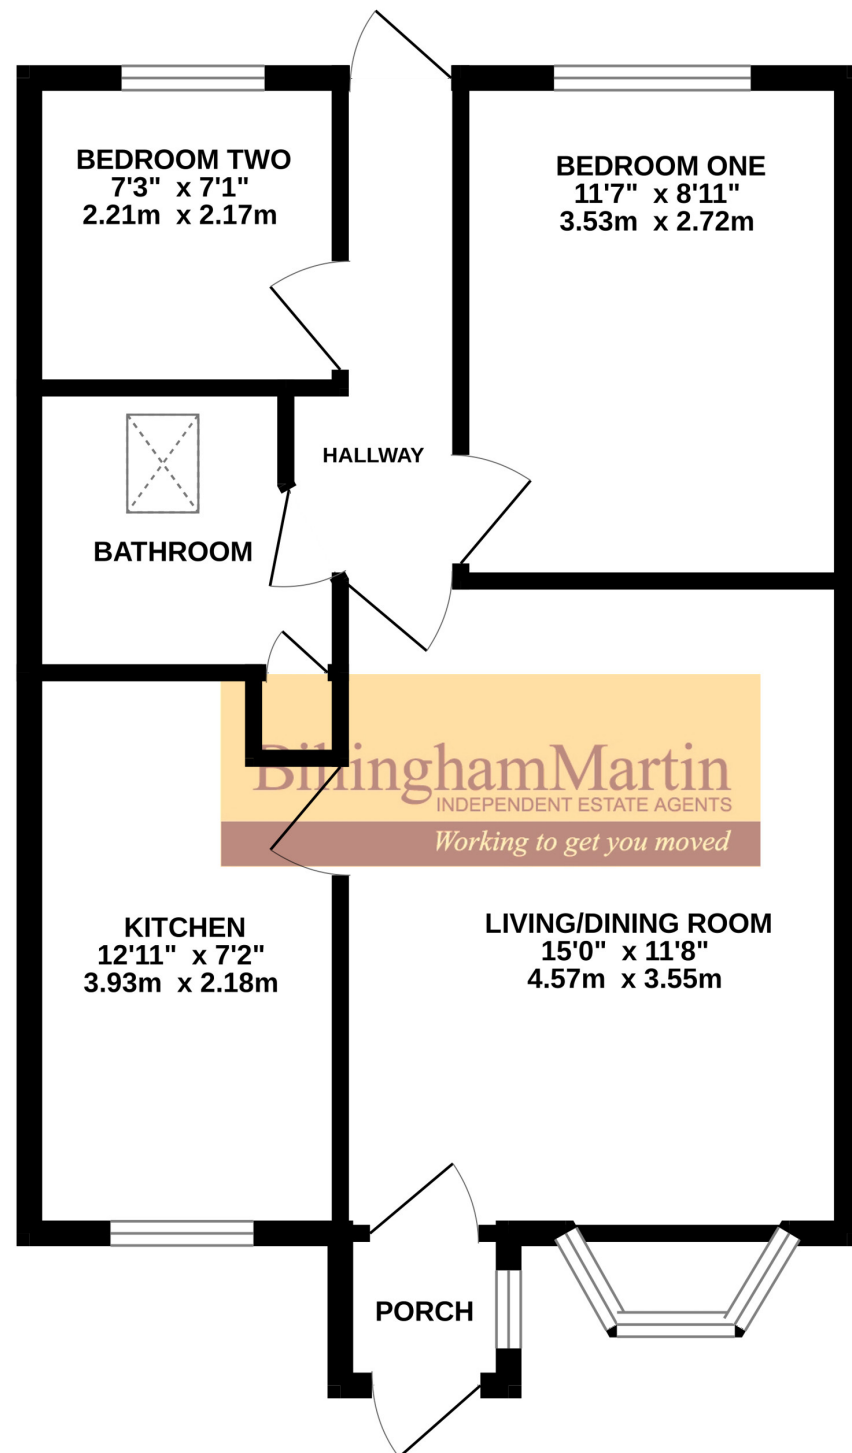 BEDROOM TWO
7'3" x 7'1"
2.21m x 2.17m
BEDROOM ONE
11'7" x 8'11"
3.53m x 2.72m
HALLWAY
BATHROOM
BillinghamMartin
INDEPENDENT ESTATE AGENTS
Working to get you moved
KITCHEN
12'11" x 7'2"
3.93m x 2.18m
LIVING/DINING ROOM
15'0" x 11'8"
4.57m x 3.55m
PORCH